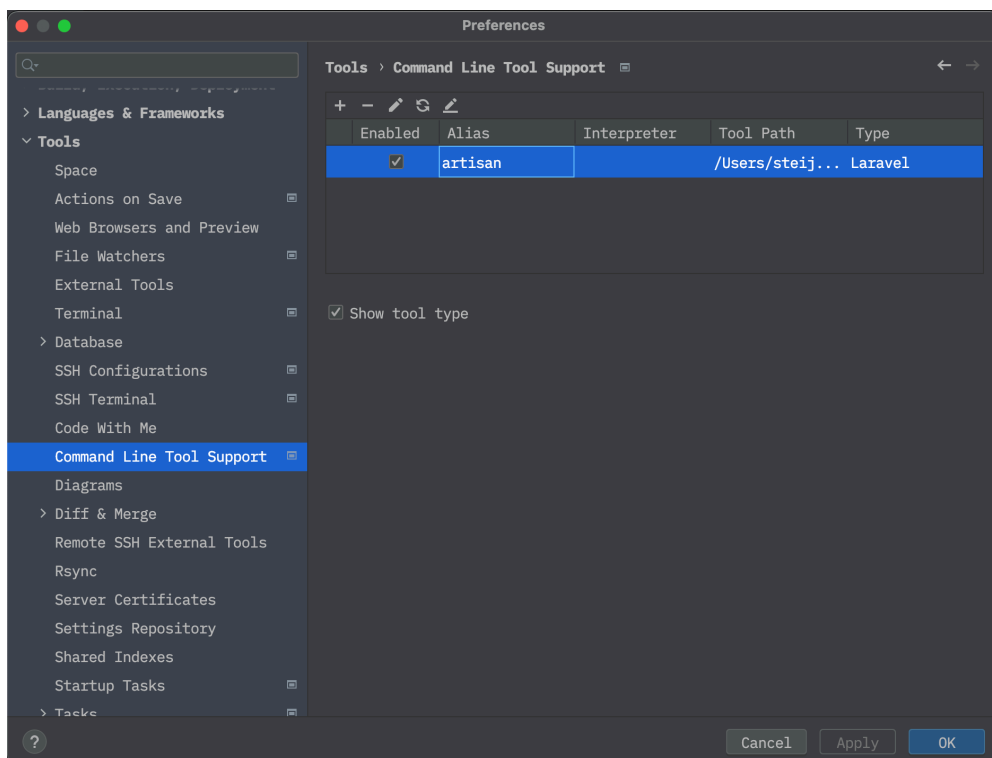 Preferences
Languages & Frameworks
Tools
Space
Actions on Save
Web Browsers and Preview
File Watchers
External Tools
Terminal
Database
SSH Configurations
SSH Terminal
Code With Me
Command Line Tool Support
Diagrams
Diff & Merge
Remote SSH External Tools
Rsync
Server Certificates
Settings Repository
Shared Indexes
Startup Tasks
Tasks
Tools › Command Line Tool Support
Enabled Alias Interpreter Tool Path Type
artisan /Users/steij... Laravel
Show tool type
? Cancel Apply OK